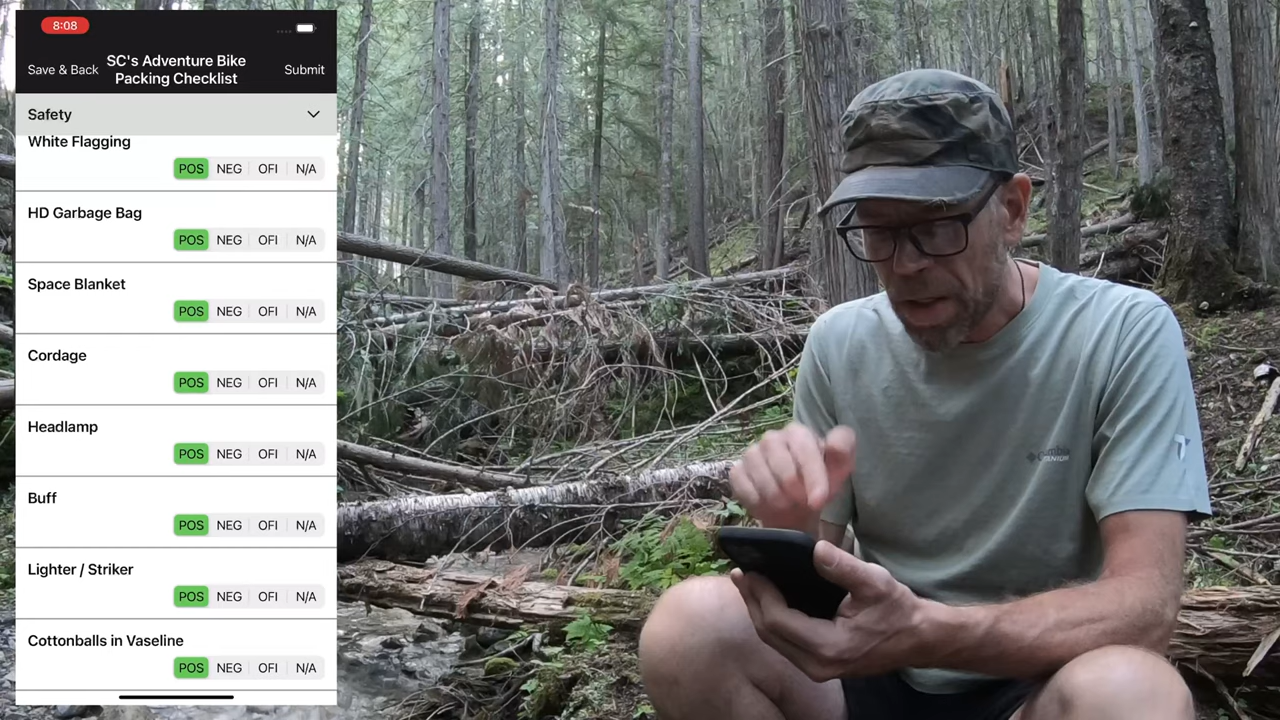 8:08
Save & Back
SC's Adventure Bike
Packing Checklist
Submit
Safety
White Flagging
POS NEG OFI N/A
HD Garbage Bag
POS NEG OFI N/A
Space Blanket
POS NEG OFI N/A
Cordage
POS NEG OFI N/A
Headlamp
POS NEG OFI N/A
Buff
POS NEG OFI N/A
Lighter / Striker
POS NEG OFI N/A
Cottonballs in Vaseline
POS NEG OFI N/A